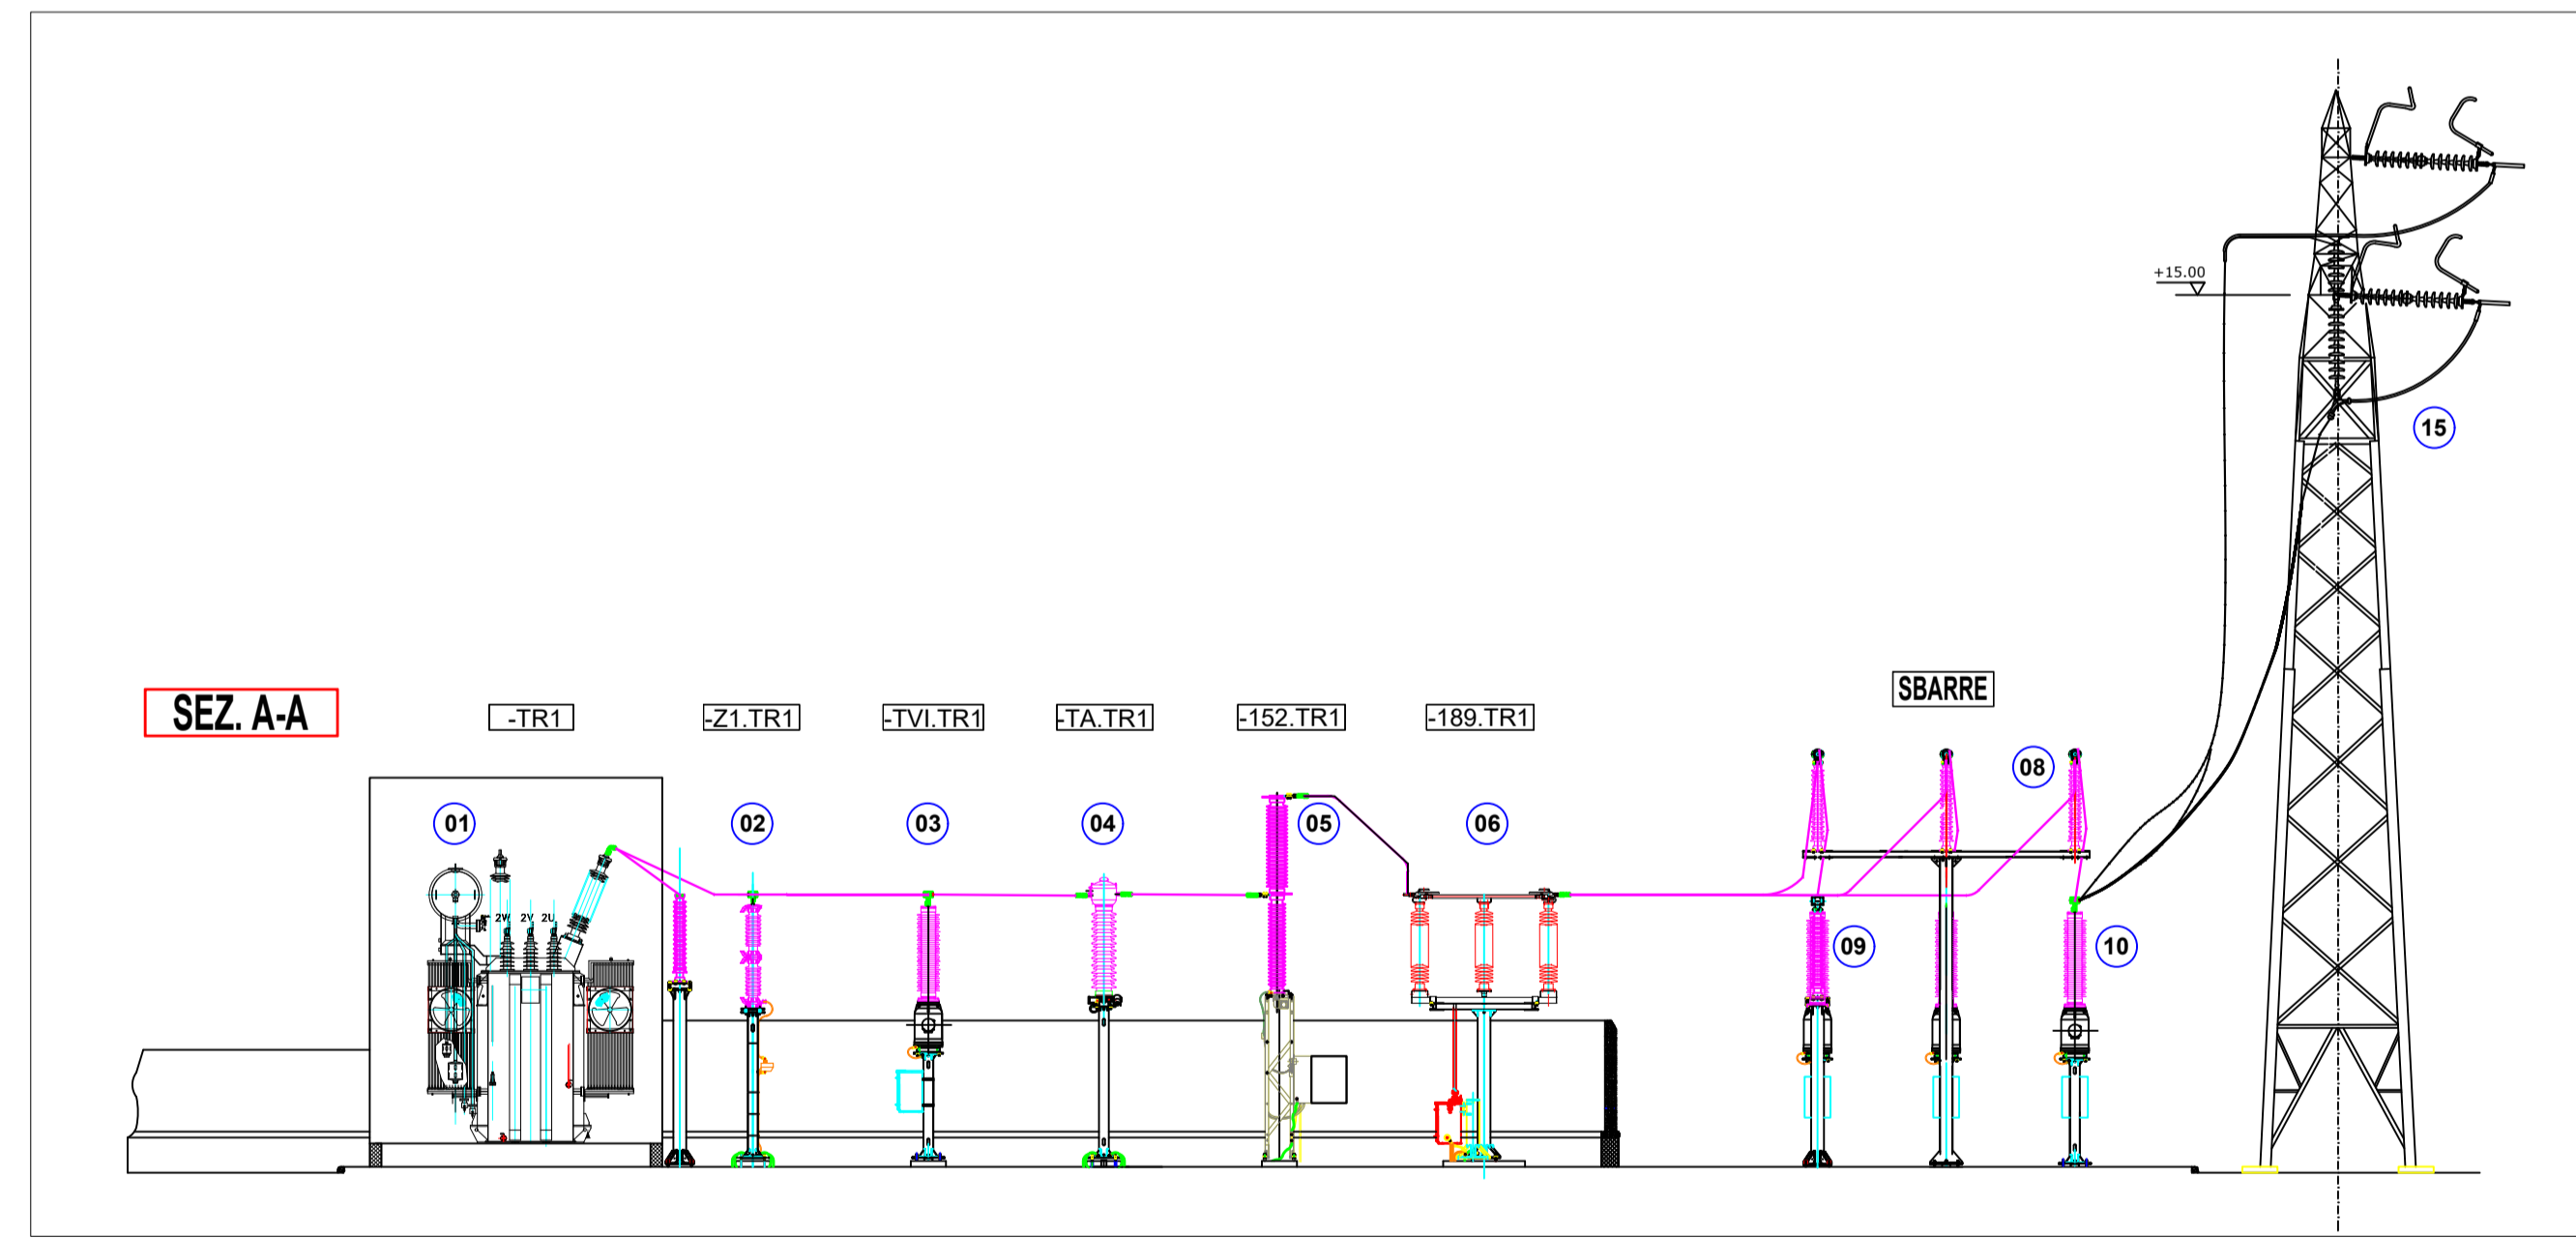 +15.00
15
SBARRE
SEZ. A-A
-TR1
-Z1.TR1
-TVI.TR1
-TA.TR1
-152.TR1
-189.TR1
08
01
02
03
04
05
06
2W 2V 2U
09
10